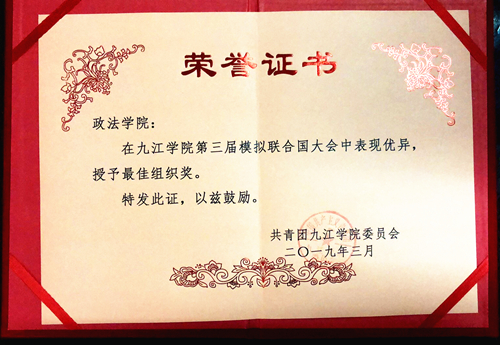 荣誉证书
政法学院：
在九江学院第三届模拟联合国大会中表现优异，
授予最佳组织奖。
特发此证，以兹鼓励。
共青团九江学院委员会
二〇一九年三月